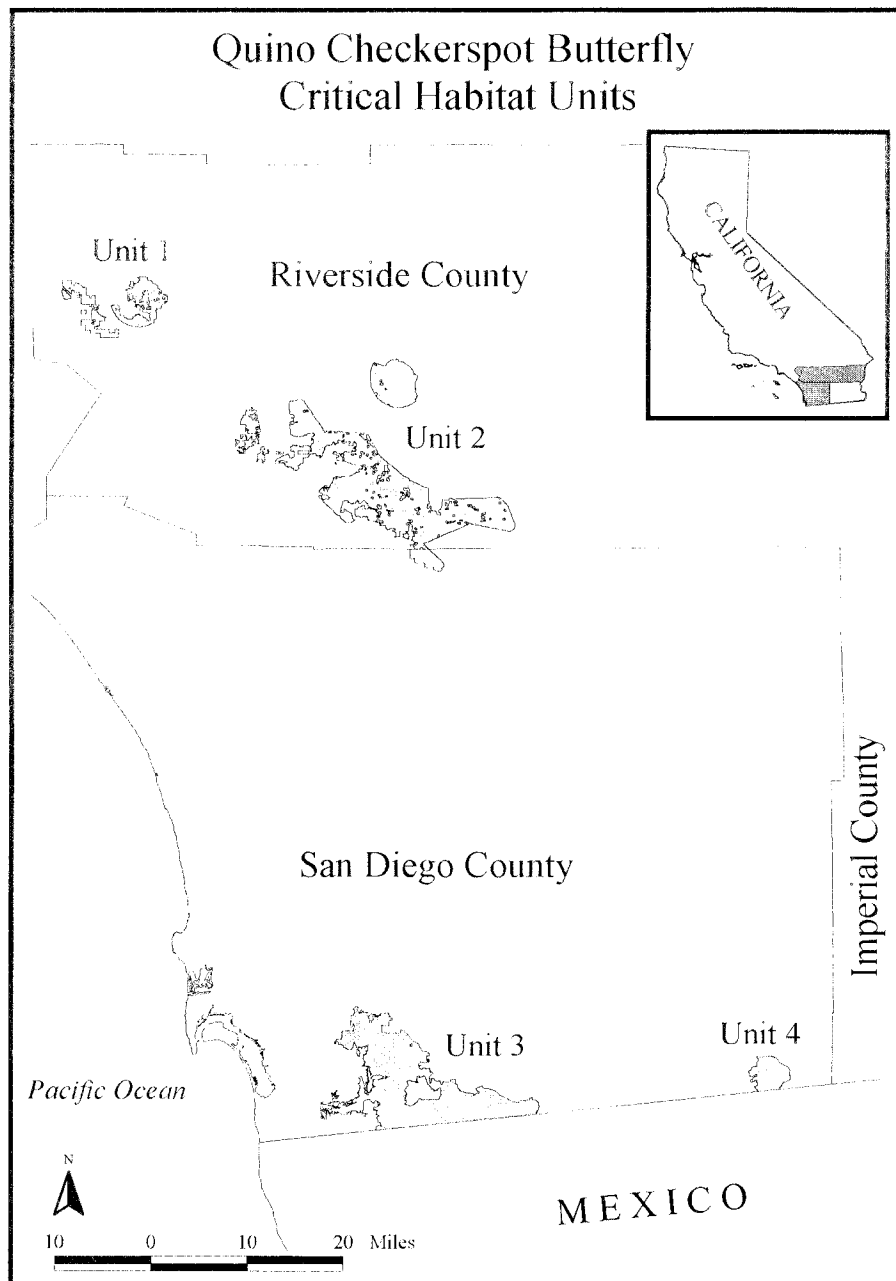 Quino Checkerspot Butterfly
Critical Habitat Units
CALIFORNIA
Unit 1
Riverside County
Unit 2
San Diego County
Imperial County
Unit 3
Unit 4
Pacific Ocean
N
MEXICO
10 0 10 20 Miles